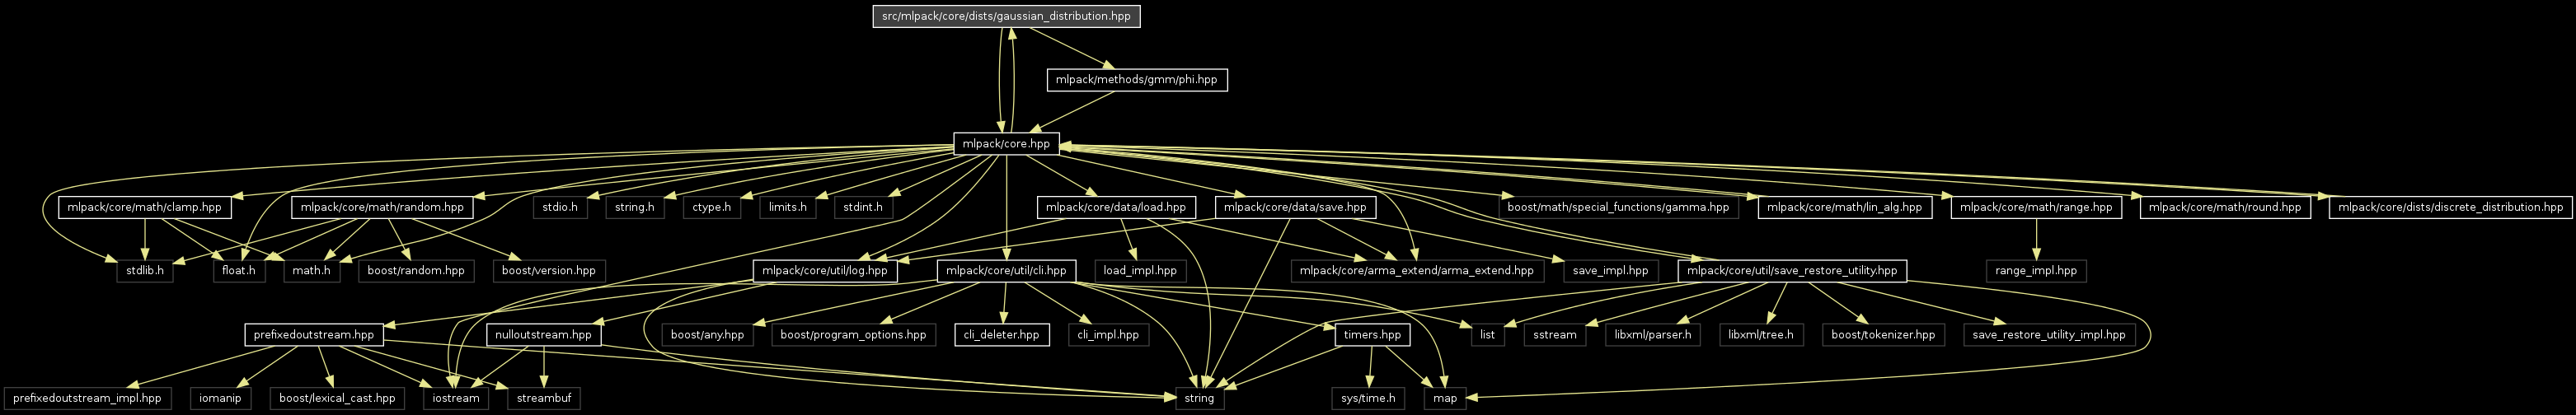 src/mlpack/core/dists/gaussian_distribution.hpp
mlpack/methods/gmm/phi.hpp
mlpack/core.hpp
mlpack/core/math/clamp.hpp
mlpack/core/math/random.hpp
stdio.h
string.h
ctype.h
limits.h
stdint.h
mlpack/core/data/load.hpp
mlpack/core/data/save.hpp
boost/math/special_functions/gamma.hpp
mlpack/core/math/lin_alg.hpp
mlpack/core/math/range.hpp
mlpack/core/math/round.hpp
mlpack/core/dists/discrete_distribution.hpp
stdlib.h
float.h
math.h
boost/random.hpp
boost/version.hpp
mlpack/core/util/log.hpp
mlpack/core/util/cli.hpp
load_impl.hpp
mlpack/core/arma_extend/arma_extend.hpp
save_impl.hpp
mlpack/core/util/save_restore_utility.hpp
range_impl.hpp
prefixedoutstream.hpp
nulloutstream.hpp
boost/any.hpp
boost/program_options.hpp
cli_deleter.hpp
cli_impl.hpp
timers.hpp
list
sstream
libxml/parser.h
libxml/tree.h
boost/tokenizer.hpp
save_restore_utility_impl.hpp
prefixedoutstream_impl.hpp
iomanip
boost/lexical_cast.hpp
iostream
streambuf
string
sys/time.h
map